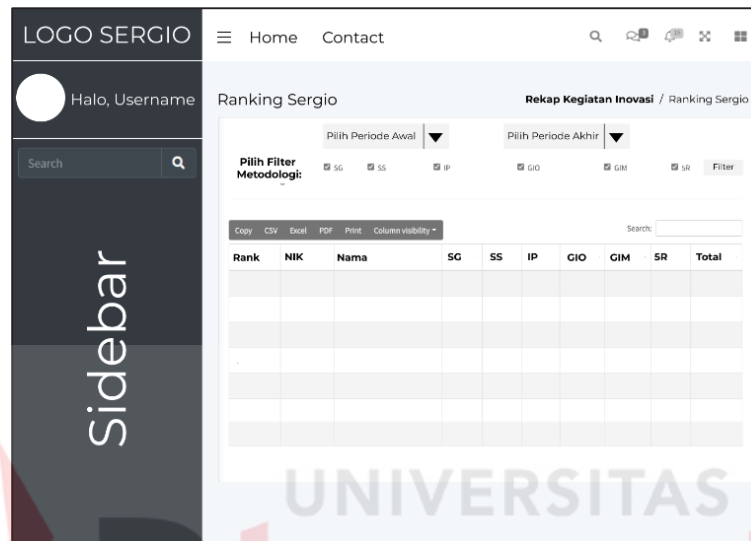 LOGO SERGIO
Home Contact
Halo, Username
Ranking Sergio
Rekap Kegiatan Inovasi / Ranking Sergio
Search
Pilih Periode Awal
Pilih Periode Akhir
Pilih Filter
Metodologi:
SG SS IP GIO GIM SR Filter
Copy CSV Excel PDF Print Column visibility
Search:
Rank NIK Nama SG SS IP GIO GIM SR Total
Sidebar
UNIVERSITAS